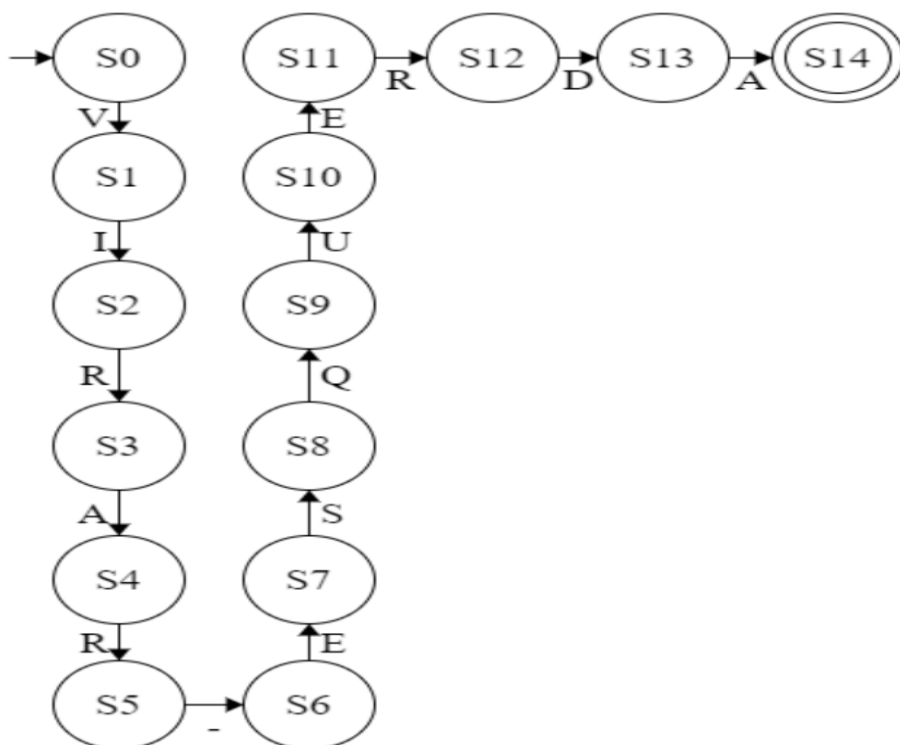 S0 S11 R S12 D S13 A S14
V E
S1 S10
I U
S2 S9
R Q
S3 S8
A S
S4 S7
R E
S5 - S6